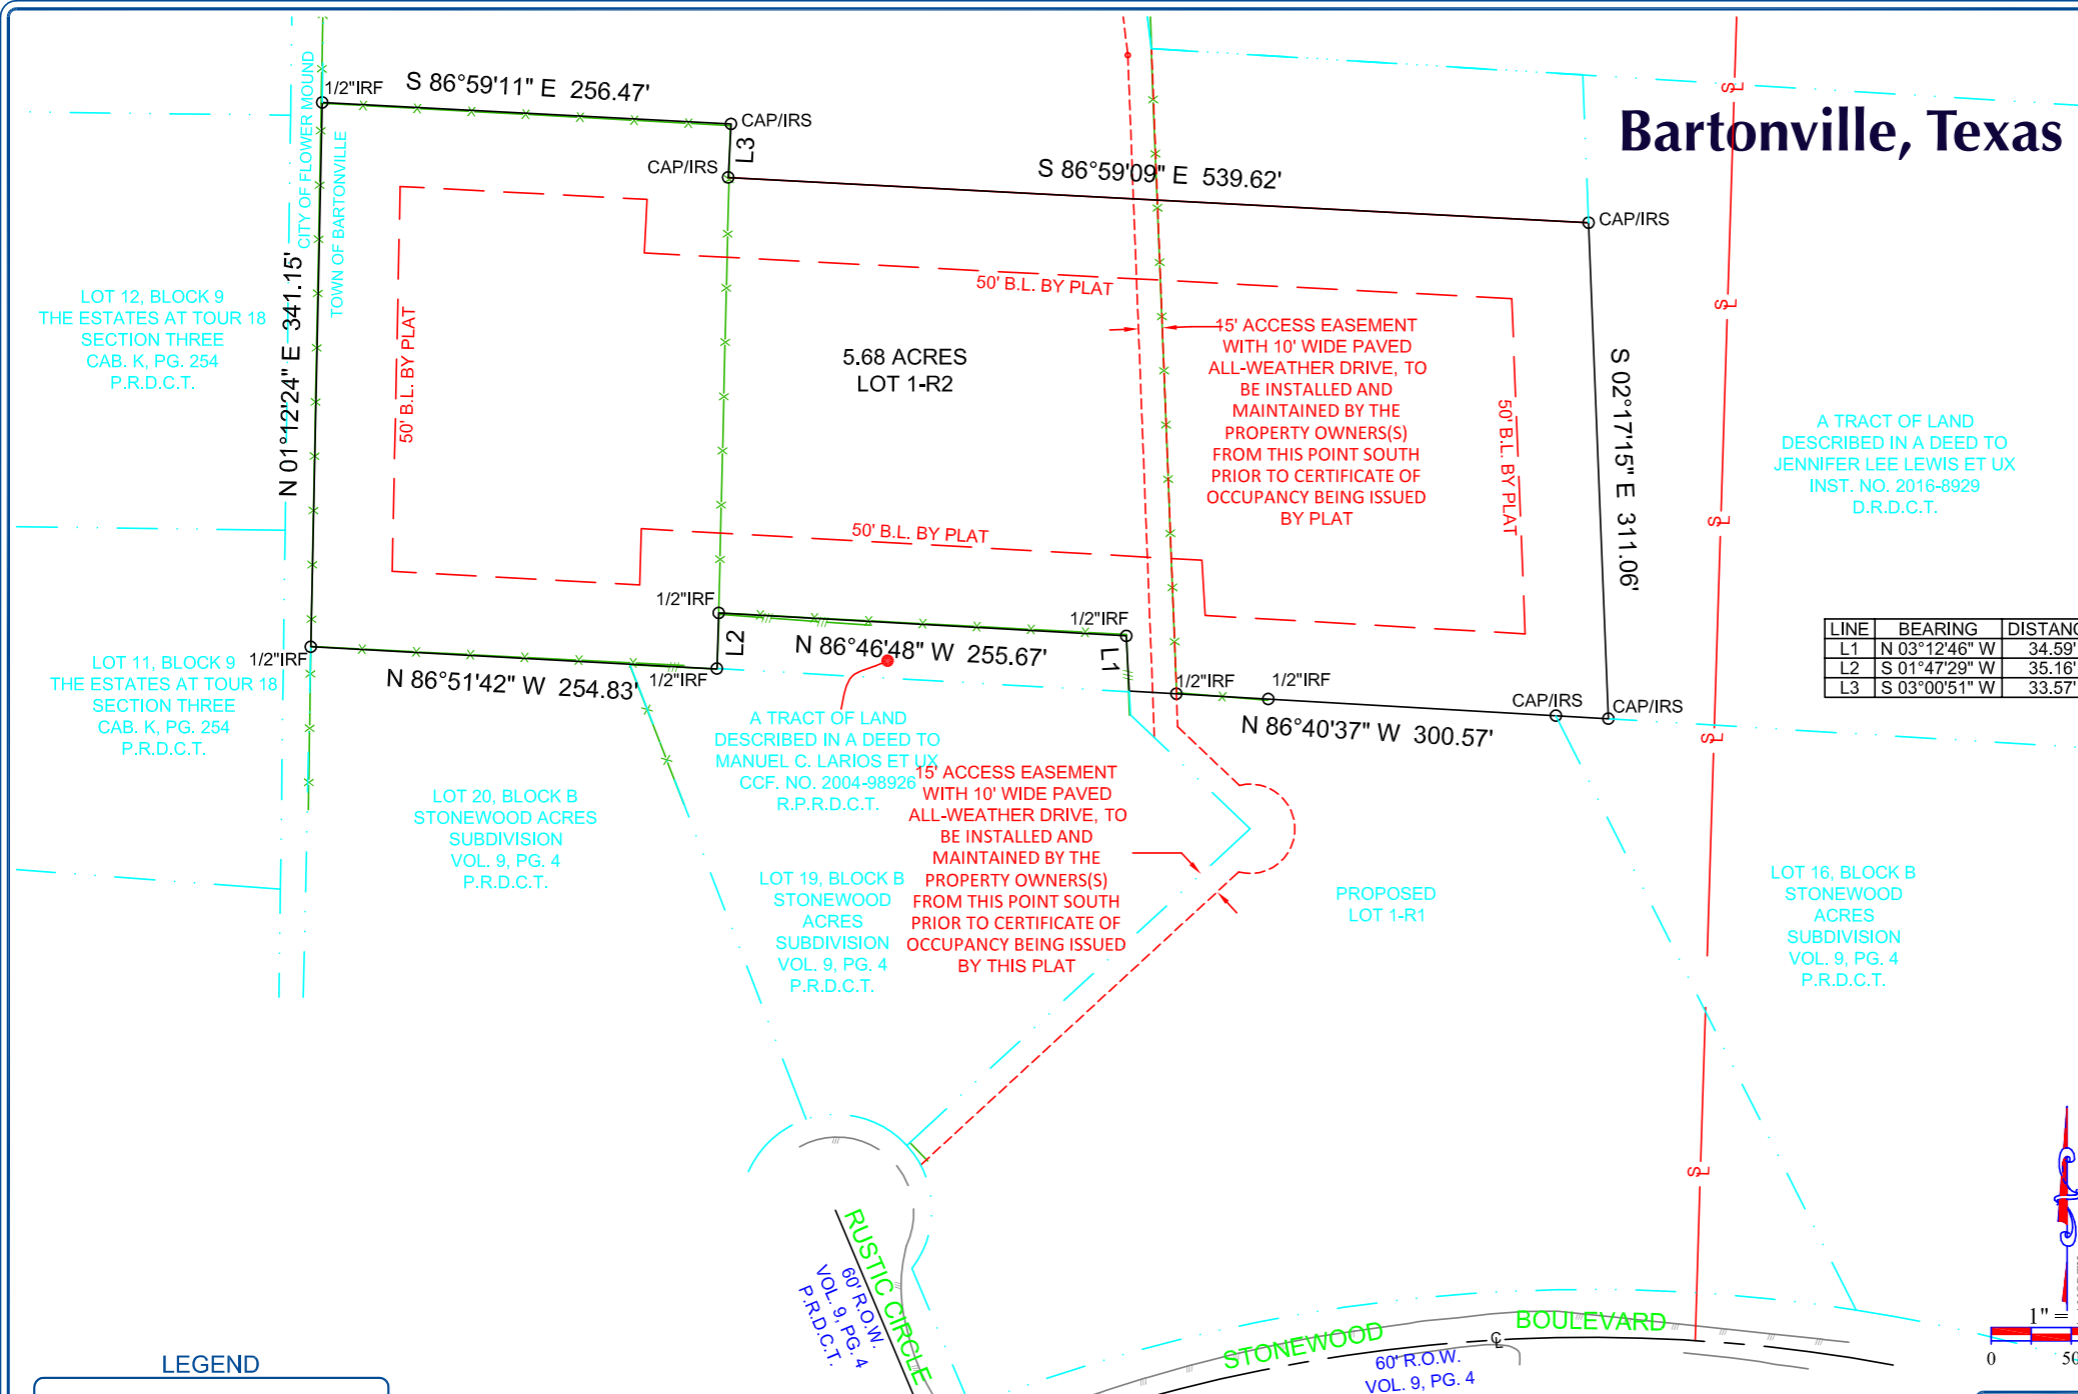 Bartonville, Texas
S 86°59'11" E 256.47'
1/2"IRF
CAP/IRS
L3
CAP/IRS
S 86°59'09" E 539.62'
CAP/IRS
CITY OF FLOWER MOUND
TOWN OF BARTONVILLE
N 01°12'24" E 341.15'
LOT 12, BLOCK 9
THE ESTATES AT TOUR 18
SECTION THREE
CAB. K, PG. 254
P.R.D.C.T.
50' B.L. BY PLAT
50' B.L. BY PLAT
5.68 ACRES
LOT 1-R2
15' ACCESS EASEMENT
WITH 10' WIDE PAVED
ALL-WEATHER DRIVE, TO
BE INSTALLED AND
MAINTAINED BY THE
PROPERTY OWNERS(S)
FROM THIS POINT SOUTH
PRIOR TO CERTIFICATE OF
OCCUPANCY BEING ISSUED
BY PLAT
50' B.L. BY PLAT
S 02°17'15" E 311.06'
SL
SL
SL
SL
SL
A TRACT OF LAND
DESCRIBED IN A DEED TO
JENNIFER LEE LEWIS ET UX
INST. NO. 2016-8929
D.R.D.C.T.
50' B.L. BY PLAT
1/2"IRF
1/2"IRF
L2
N 86°46'48" W 255.67'
L1
LINE BEARING DISTANC
L1 N 03°12'46" W 34.59'
L2 S 01°47'29" W 35.16'
L3 S 03°00'51" W 33.57'
1/2"IRF
N 86°51'42" W 254.83'
1/2"IRF
1/2"IRF
1/2"IRF
CAP/IRS
CAP/IRS
N 86°40'37" W 300.57'
LOT 11, BLOCK 9
THE ESTATES AT TOUR 18
SECTION THREE
CAB. K, PG. 254
P.R.D.C.T.
A TRACT OF LAND
DESCRIBED IN A DEED TO
MANUEL C. LARIOS ET UX
CCF. NO. 2004-98926
R.P.R.D.C.T.
15' ACCESS EASEMENT
WITH 10' WIDE PAVED
ALL-WEATHER DRIVE, TO
BE INSTALLED AND
MAINTAINED BY THE
PROPERTY OWNERS(S)
FROM THIS POINT SOUTH
PRIOR TO CERTIFICATE OF
OCCUPANCY BEING ISSUED
BY THIS PLAT
LOT 20, BLOCK B
STONEWOOD ACRES
SUBDIVISION
VOL. 9, PG. 4
P.R.D.C.T.
LOT 19, BLOCK B
STONEWOOD
ACRES
SUBDIVISION
VOL. 9, PG. 4
P.R.D.C.T.
PROPOSED
LOT 1-R1
LOT 16, BLOCK B
STONEWOOD
ACRES
SUBDIVISION
VOL. 9, PG. 4
P.R.D.C.T.
RUSTIC CIRCLE
60' R.O.W.
VOL. 9, PG. 4
P.R.D.C.T.
STONEWOOD BOULEVARD
CL
60' R.O.W.
VOL. 9, PG. 4
1" =
0 50
LEGEND